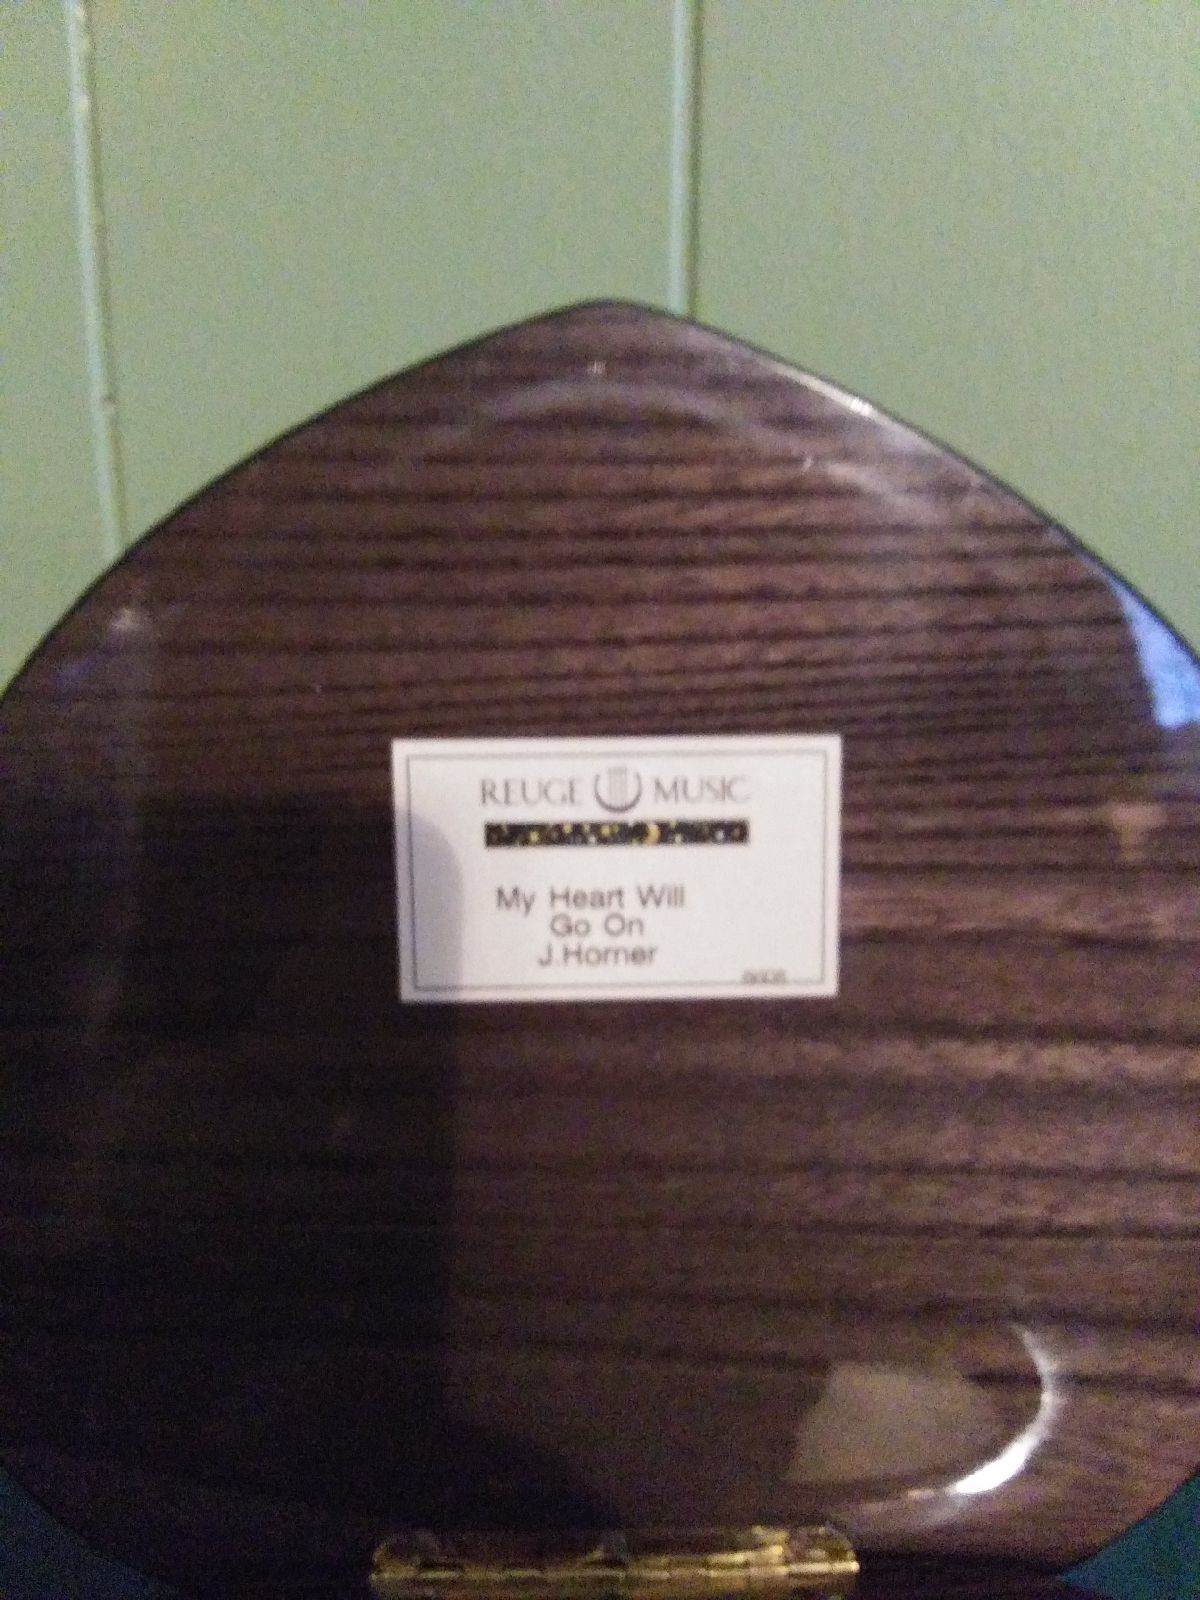 REUGE MUSIC
My Heart Will
Go On
J.Horner